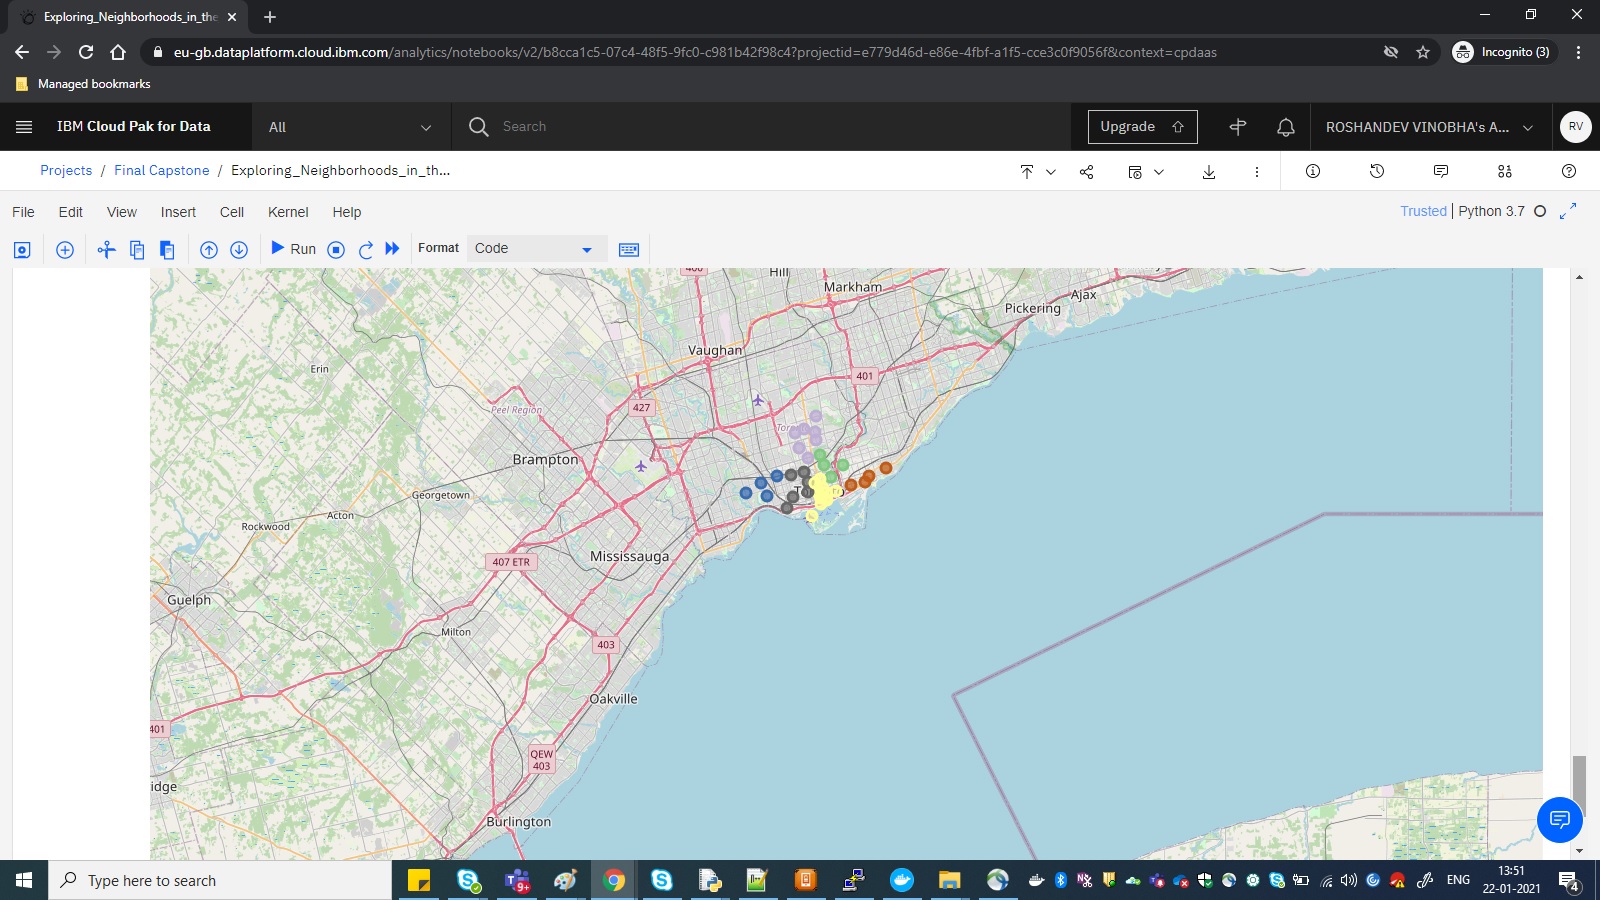 Exploring_Neighborhoods_in_the
eu-gb.dataplatform.cloud.ibm.com/analytics/notebooks/v2/b8cca1c5-07c4-48f5-9fc0-c981b42f98c4?projectid=e779d46d-e86e-4fbf-a1f5-cce3c0f9056f&context=cpdaas
Incognito (3)
Managed bookmarks
IBM Cloud Pak for Data
All
Search
Upgrade
ROSHANDEV VINOBHA's A...
RV
Projects / Final Capstone / Exploring_Neighborhoods_in_th...
File Edit View Insert Cell Kernel Help
Trusted | Python 3.7
Run
Format
Code
Hill
Markham
Ajax
Pickering
Vaughan
Erin
401
427
Peel Region
Brampton
Georgetown
Acton
Rockwood
Mississauga
407 ETR
Guelph
Milton
403
Oakville
401
QEW
403
idge
Burlington
Type here to search
9+
ENG
13:51
22-01-2021
4